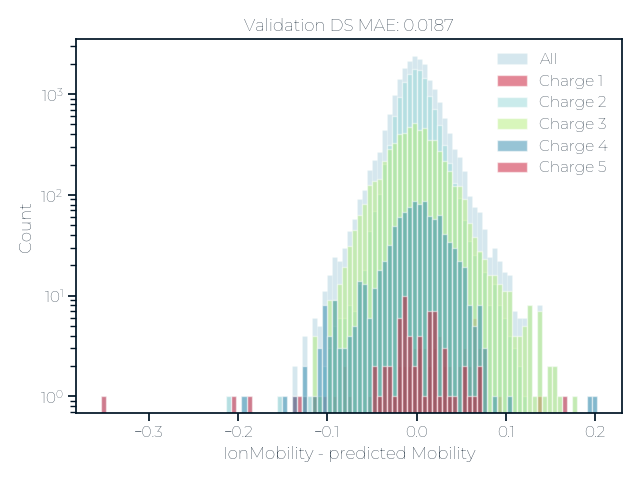 Validation DS MAE: 0.0187
All
Charge 1
Charge 2
Charge 3
Charge 4
Charge 5
Count
10³
10²
10¹
10⁰
−0.3 −0.2 −0.1 0.0 0.1 0.2
IonMobility - predicted Mobility